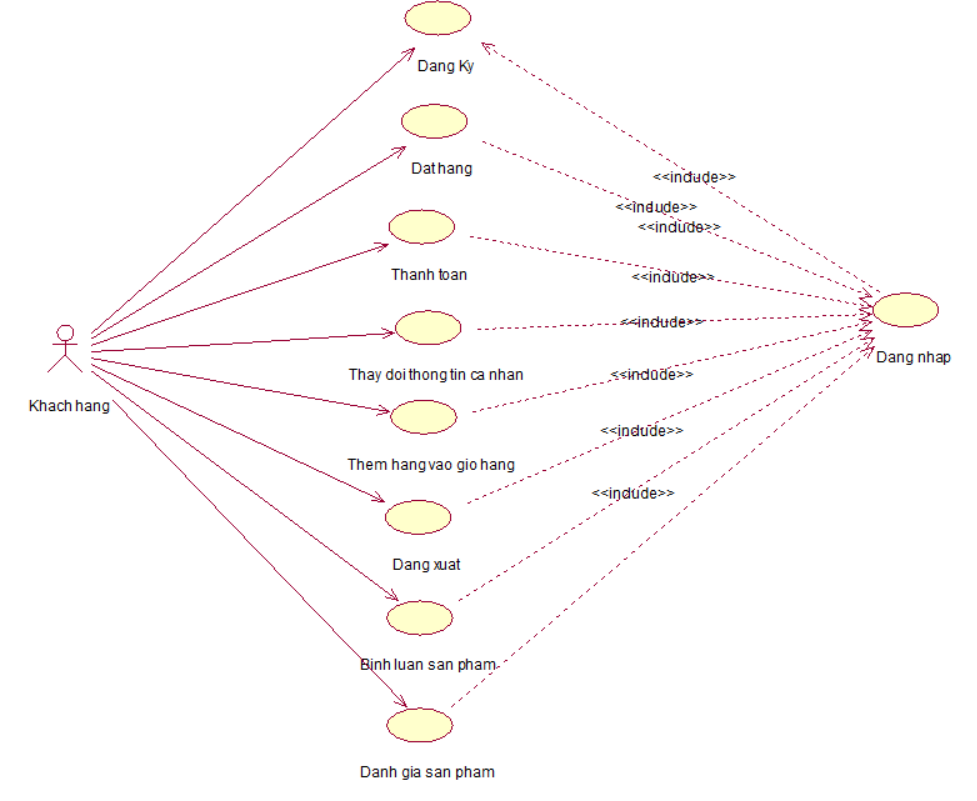 Dang Ky
Dat hang
<<include>>
<<include>>
<<include>>
Thanh toan
<<include>>
<<include>>
Dang nhap
Thay doi thong tin ca nhan
<<include>>
Khach hang
<<include>>
Them hang vao gio hang
<<include>>
Dang xuat
Binh luan san pham
Danh gia san pham